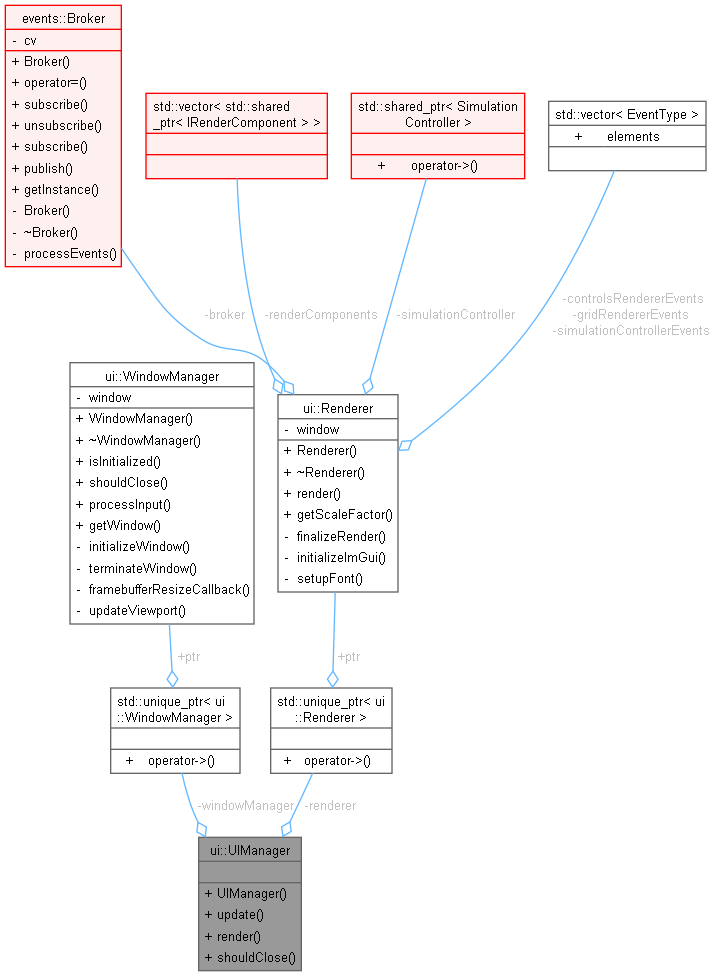 events::Broker
- cv
+ Broker()
+ operator=()
+ subscribe()
+ unsubscribe()
+ subscribe()
+ publish()
+ getInstance()
- Broker()
- ~Broker()
- processEvents()
std::vector< std::shared
_ptr< IRenderComponent > >
std::shared_ptr< Simulation
Controller >
+ operator->()
std::vector< EventType >
+ elements
-broker
-renderComponents
-simulationController
-controlsRendererEvents
-gridRendererEvents
-simulationControllerEvents
ui::WindowManager
- window
+ WindowManager()
+ ~WindowManager()
+ isInitialized()
+ shouldClose()
+ processInput()
+ getWindow()
- initializeWindow()
- terminateWindow()
- framebufferResizeCallback()
- updateViewport()
ui::Renderer
- window
+ Renderer()
+ ~Renderer()
+ render()
+ getScaleFactor()
- finalizeRender()
- initializeImGui()
- setupFont()
+ptr
+ptr
std::unique_ptr< ui
::WindowManager >
+ operator->()
std::unique_ptr< ui
::Renderer >
+ operator->()
-windowManager
-renderer
ui::UIManager
+ UIManager()
+ update()
+ render()
+ shouldClose()